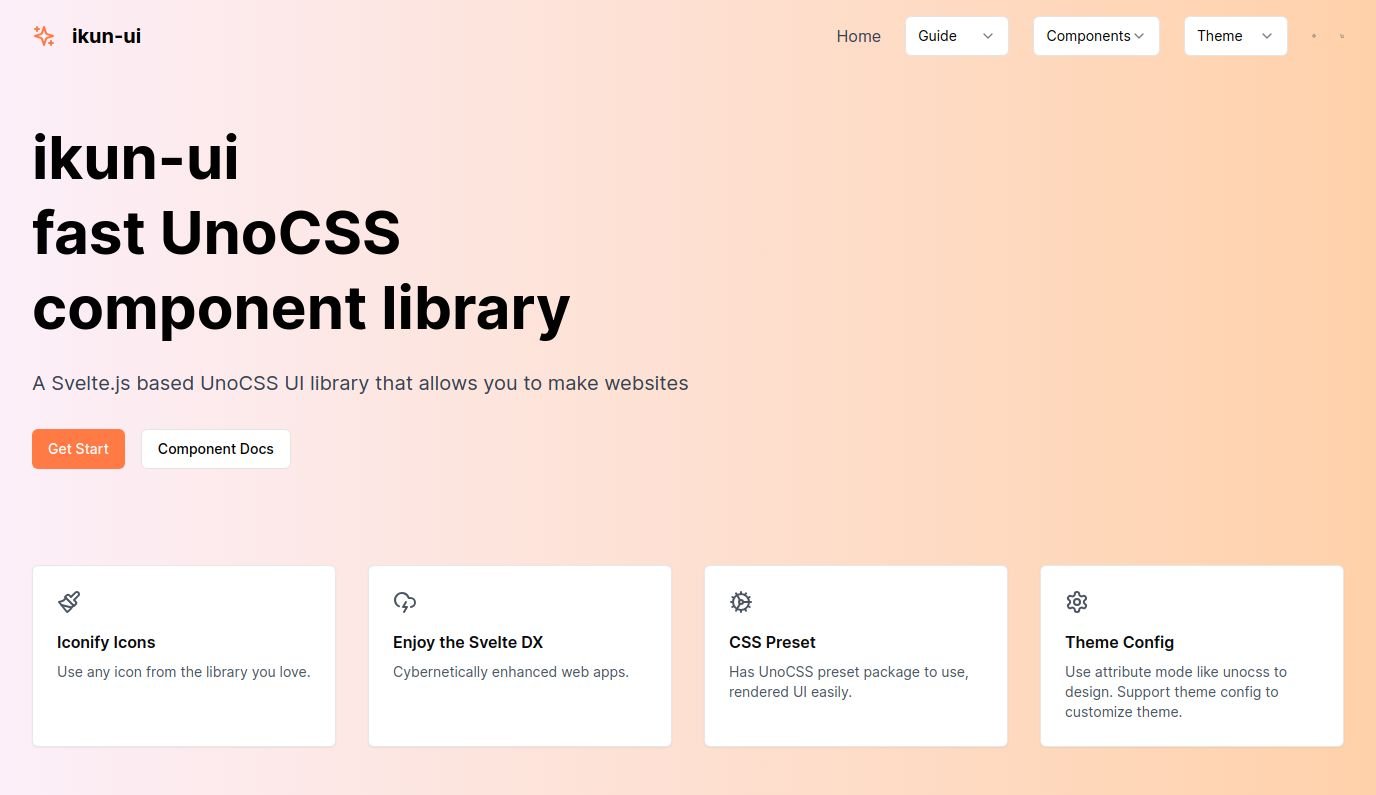 ikun-ui
Home
Guide
Components
Theme
ikun-ui
fast UnoCSS
component library
A Svelte.js based UnoCSS UI library that allows you to make websites
Get Start
Component Docs
Iconify Icons
Use any icon from the library you love.
Enjoy the Svelte DX
Cybernetically enhanced web apps.
CSS Preset
Has UnoCSS preset package to use,
rendered UI easily.
Theme Config
Use attribute mode like unocss to
design. Support theme config to
customize theme.